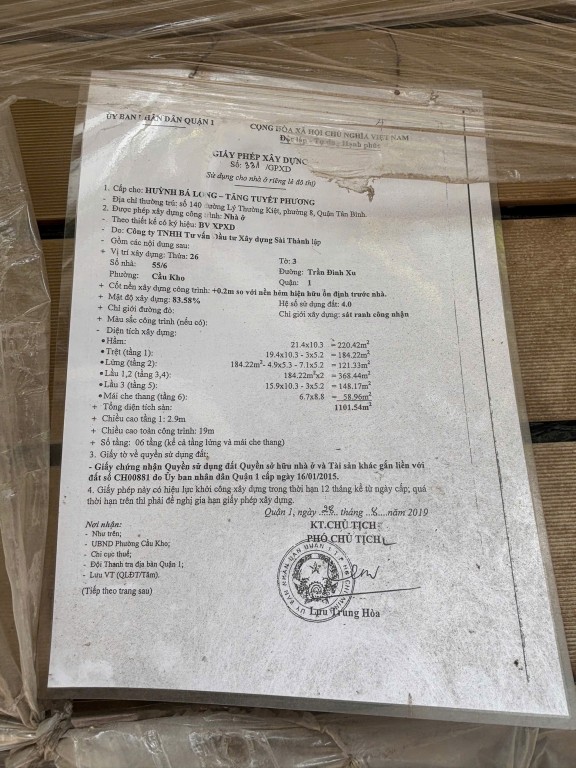 ỦY BAN NHÂN DÂN QUẬN 1
CỘNG HÒA XÃ HỘI CHỦ NGHĨA VIỆT NAM
Độc lập - Tự do - Hạnh phúc
GIẤY PHÉP XÂY DỰNG
Số: 331 /GPXD
Sử dụng cho nhà ở riêng lẻ đô thị
1. Cấp cho: HUỲNH BÁ LONG – TĂNG TUYẾT PHƯƠNG
- Địa chỉ thường trú: số 140 đường Lý Thường Kiệt, phường 8, Quận Tân Bình.
2. Được phép xây dựng công trình: Nhà ở
- Theo thiết kế có ký hiệu: BV XPXD
- Do: Công ty TNHH Tư vấn Đầu tư Xây dựng Sài Thành lập
- Gồm các nội dung sau:
+ Vị trí xây dựng: Thửa: 26 Tờ: 3
Số nhà: 55/6 Đường: Trần Đình Xu
Phường: Cầu Kho Quận: 1
+ Cốt nền xây dựng công trình: +0.2m so với nền hẻm hiện hữu ổn định trước nhà.
+ Mật độ xây dựng: 83.58% Hệ số sử dụng đất: 4.0
+ Chỉ giới đường đỏ: Chỉ giới xây dựng: sát ranh công nhận
+ Màu sắc công trình (nếu có):
- Diện tích xây dựng:
• Hầm: 21.4x10.3 = 220.42m²
• Trệt (tầng 1): 19.4x10.3 - 3x5.2 = 184.22m²
• Lửng (tầng 2): 184.22m²- 4.9x5.3 - 7.1x5.2 = 121.33m²
• Lầu 1,2 (tầng 3,4): 184.22m²x2 = 368.44m²
• Lầu 3 (tầng 5): 15.9x10.3 - 3x5.2 = 148.17m²
• Mái che thang (tầng 6): 6.7x8.8 = 58.96m²
+ Tổng diện tích sàn: 1101.54m²
+ Chiều cao tầng 1: 2.9m
+ Chiều cao toàn công trình: 19m
+ Số tầng: 06 tầng (kể cả tầng lửng và mái che thang)
3. Giấy tờ về quyền sử dụng đất:
- Giấy chứng nhận Quyền sử dụng đất Quyền sở hữu nhà ở và Tài sản khác gắn liền với
đất số CH00881 do Ủy ban nhân dân Quận 1 cấp ngày 16/01/2015.
4. Giấy phép này có hiệu lực khởi công xây dựng trong thời hạn 12 tháng kể từ ngày cấp; quá
thời hạn trên thì phải đề nghị gia hạn giấy phép xây dựng.
Quận 1, ngày 28 tháng 8 năm 2019
Nơi nhận:
- Như trên;
- UBND Phường Cầu Kho;
- Chi cục thuế;
- Đội Thanh tra địa bàn Quận 1;
- Lưu VT (QLĐT/Tâm).
(Tiếp theo trang sau)
KT.CHỦ TỊCH
PHÓ CHỦ TỊCH
Lưu Trung Hòa